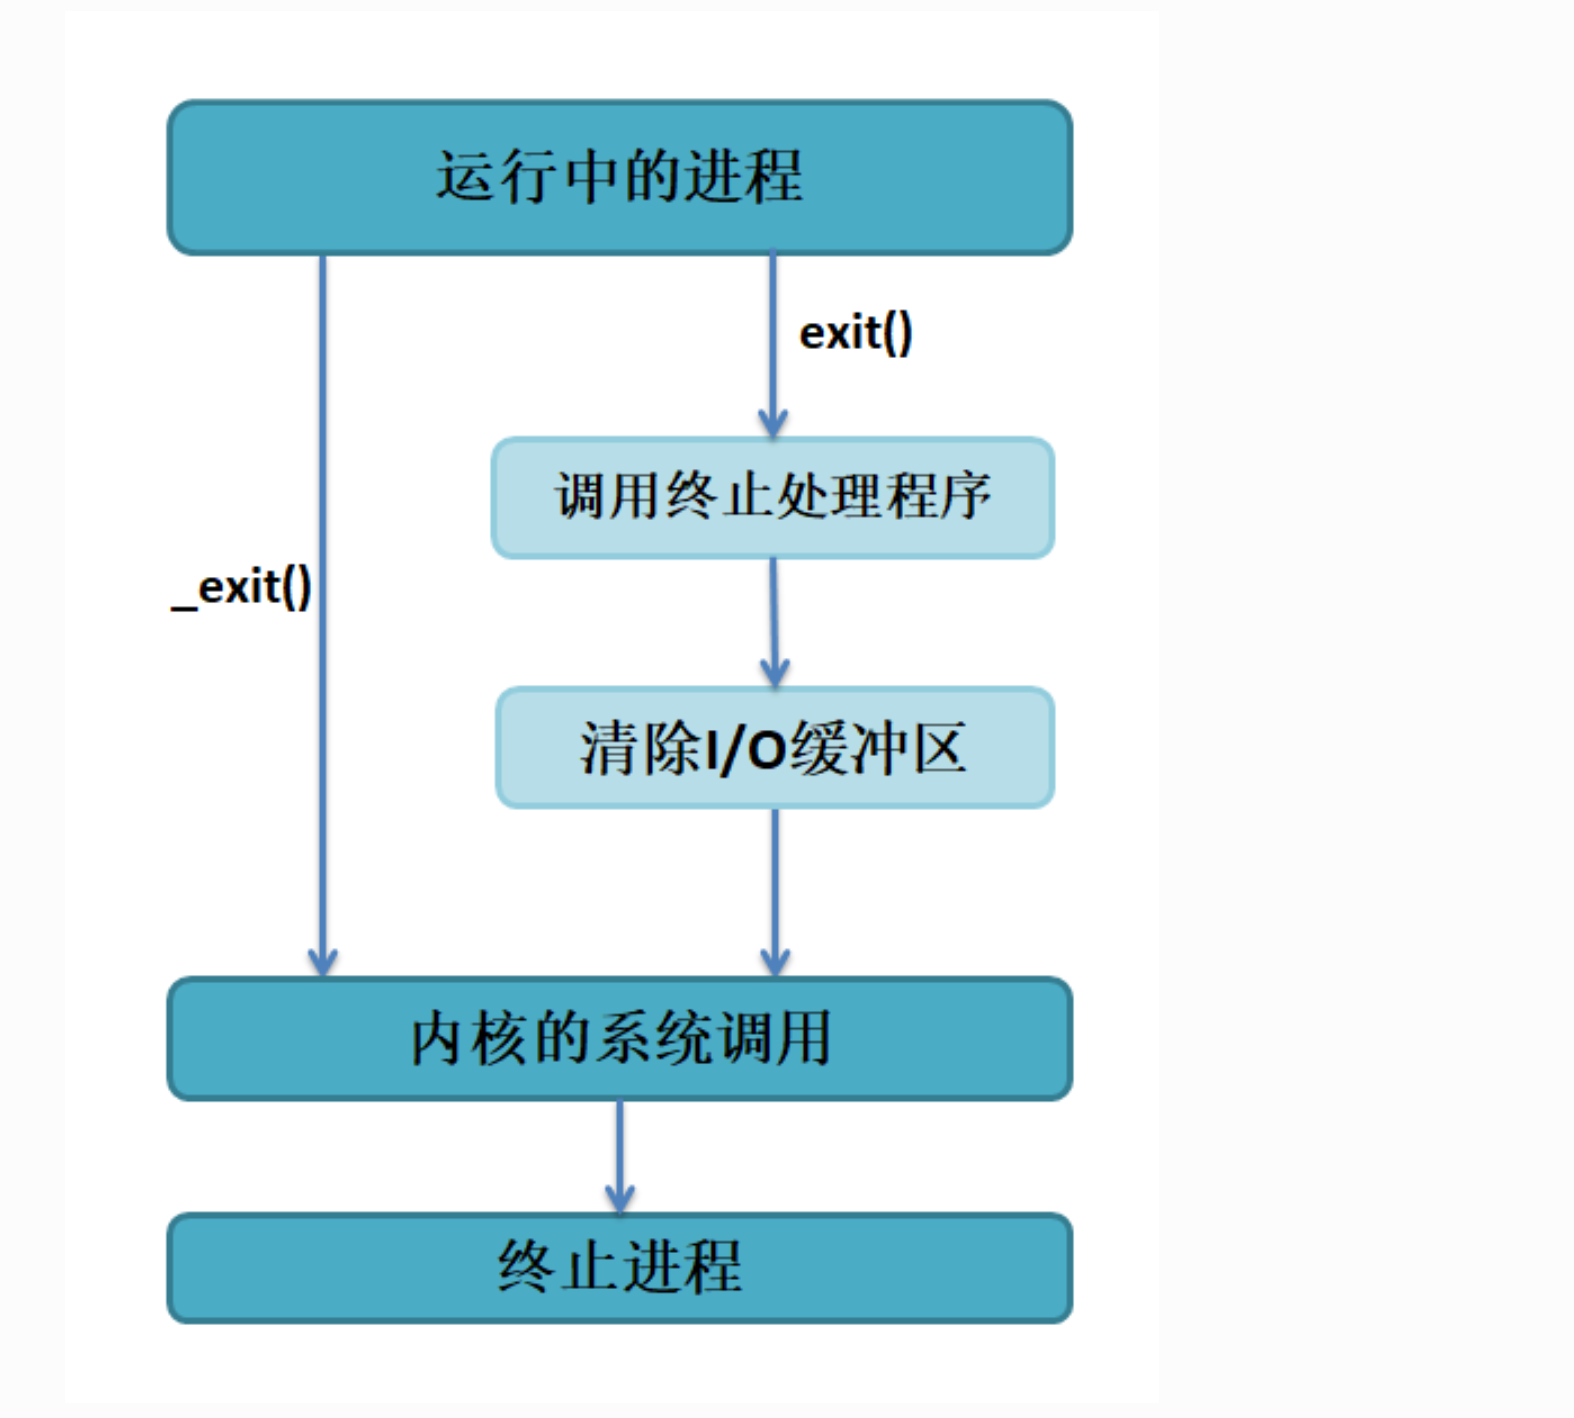 运行中的进程
exit()
调用终止处理程序
_exit()
清除I/O缓冲区
内核的系统调用
终止进程